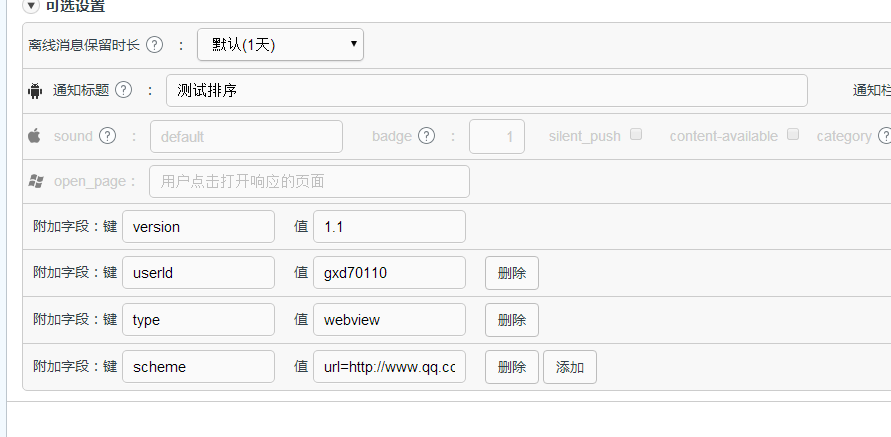 可选设置
离线消息保留时长 ? : 默认(1天)
通知标题 ? : 测试排序 通知栏
sound ? : default badge ? : 1 silent_push content-available category ?
open_page : 用户点击打开响应的页面
附加字段：键 version 值 1.1
附加字段：键 userId 值 gxd70110 删除
附加字段：键 type 值 webview 删除
附加字段：键 scheme 值 url=http://www.qq.cc 删除 添加